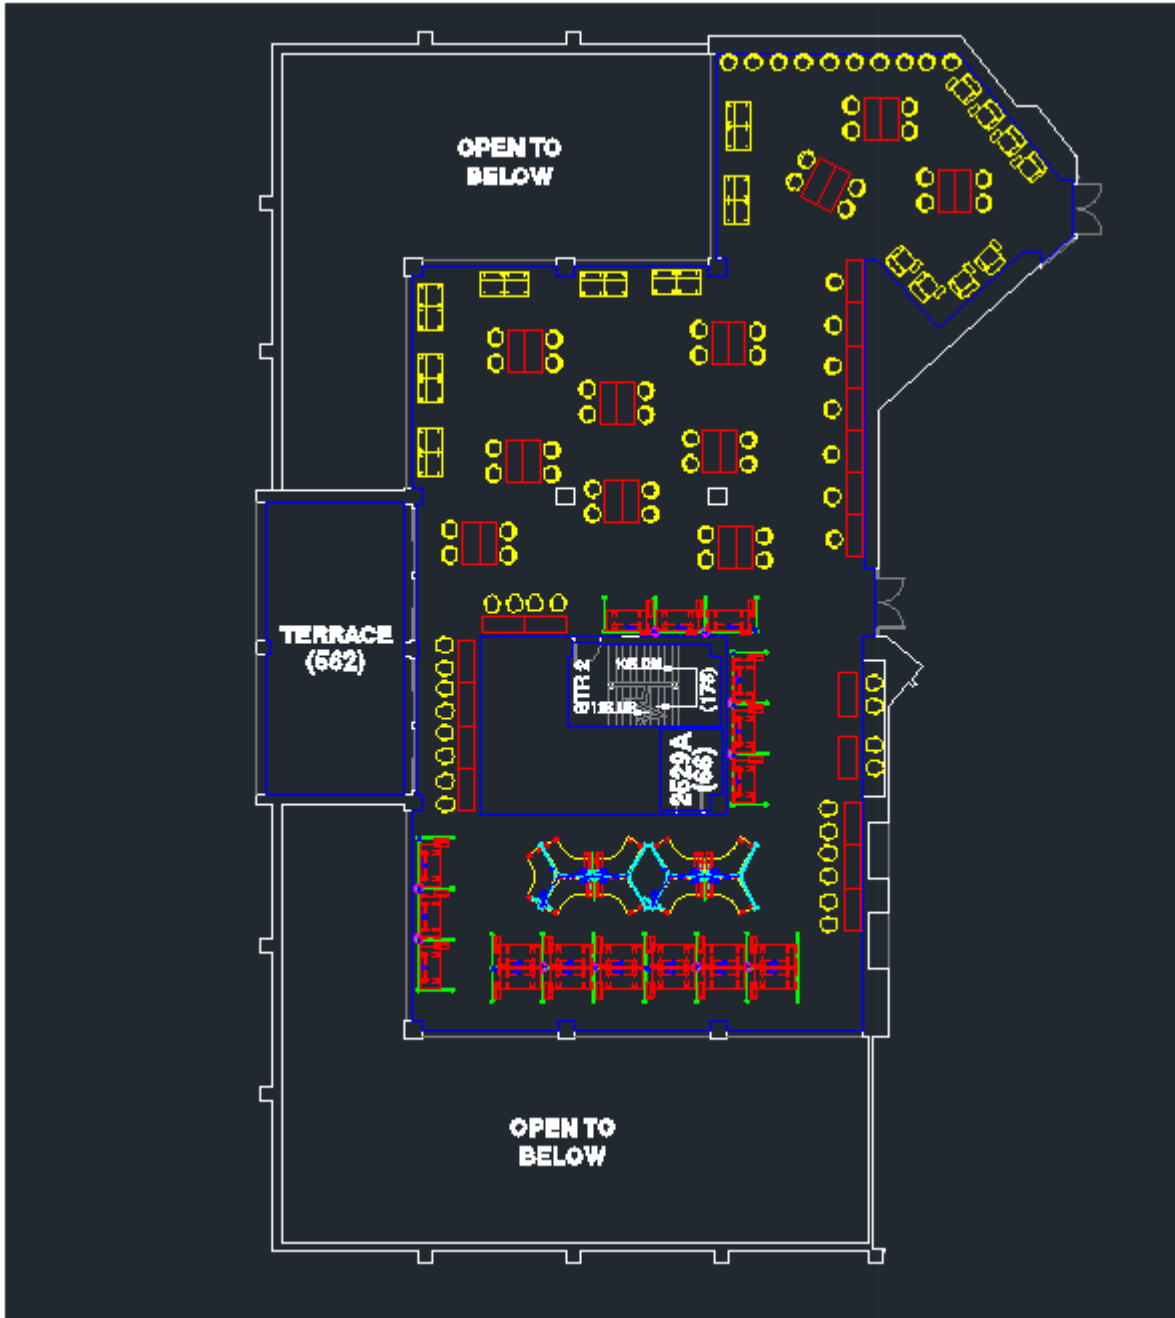 OPEN TO
BELOW
TERRACE
(562)
STR 2
(175)
2529A
(66)
OPEN TO
BELOW